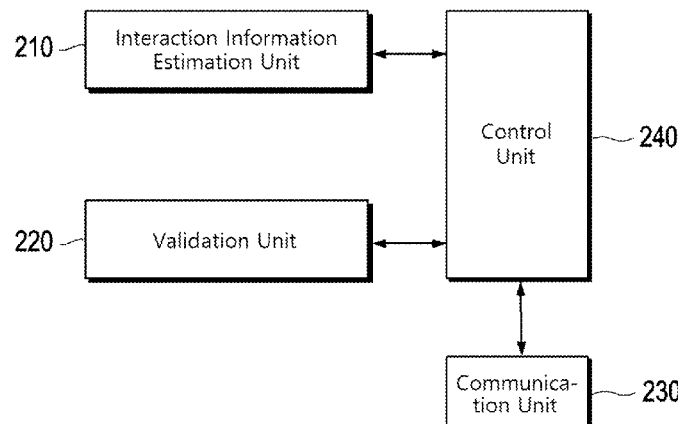 210
Interaction Information
Estimation Unit
Control
Unit
240
220
Validation Unit
Communica-
tion Unit
230